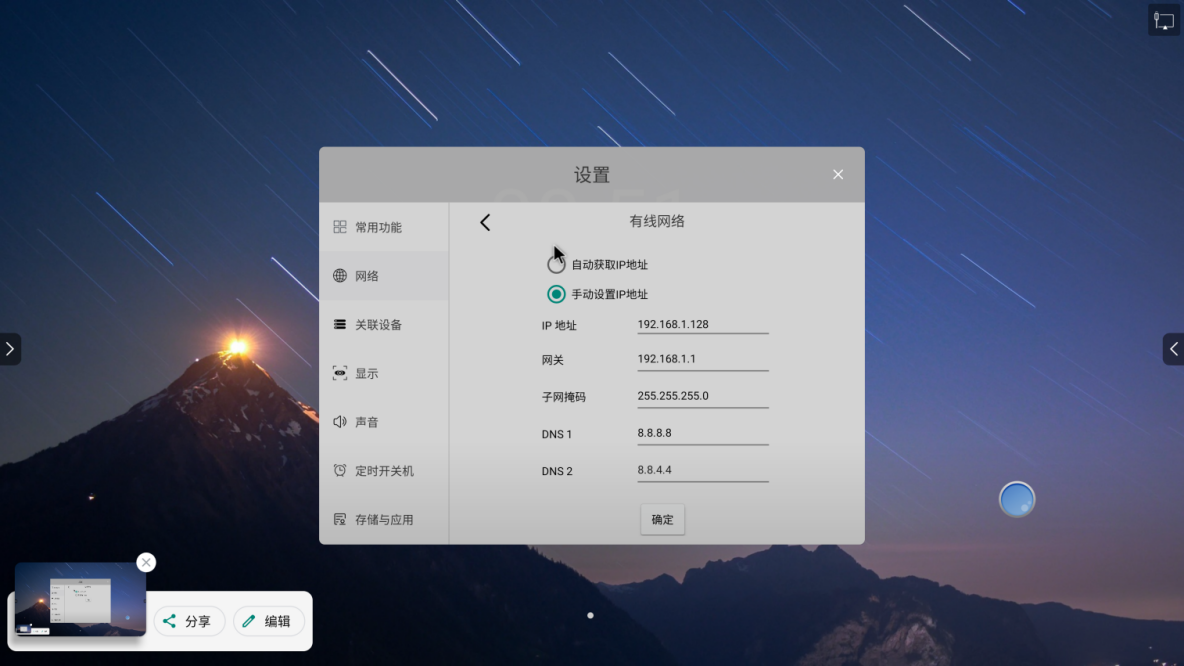 设置
常用功能
网络
关联设备
显示
声音
定时开关机
存储与应用
有线网络
自动获取IP地址
手动设置IP地址
IP 地址 192.168.1.128
网关 192.168.1.1
子网掩码 255.255.255.0
DNS 1 8.8.8.8
DNS 2 8.8.4.4
确定
分享
编辑